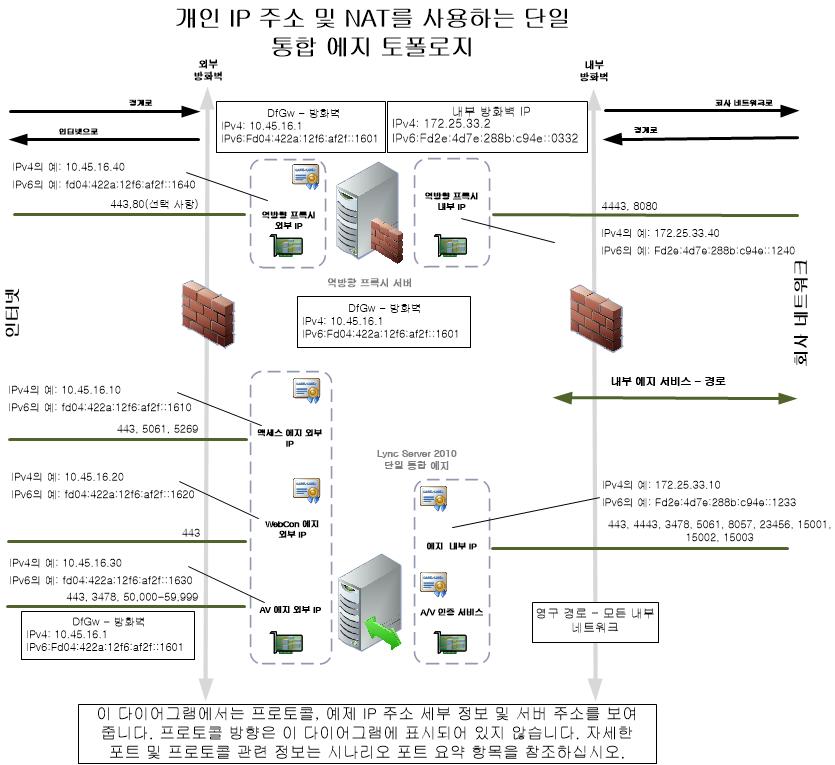 개인 IP 주소 및 NAT를 사용하는 단일
통합 에지 토폴로지
외부
방화벽
내부
방화벽
경계로
인터넷으로
DfGw - 방화벽
IPv4: 10.45.16.1
IPv6:Fd04:422a:12f6:af2f::1601
내부 방화벽 IP
IPv4: 172.25.33.2
IPv6:Fd2e:4d7e:288b:c94e::0332
회사 네트워크로
경계로
IPv4의 예: 10.45.16.40
IPv6의 예: fd04:422a:12f6:af2f::1640
443,80(선택 사항)
역방향 프록시
외부 IP
역방향 프록시
내부 IP
4443, 8080
IPv4의 예: 172.25.33.40
IPv6의 예: Fd2e:4d7e:288b:c94e::1240
역방향 프록시 서버
DfGw - 방화벽
IPv4: 10.45.16.1
IPv6:Fd04:422a:12f6:af2f::1601
인터넷
회사 네트워크
내부 에지 서비스 - 경로
IPv4의 예: 10.45.16.10
IPv6의 예: fd04:422a:12f6:af2f::1610
443, 5061, 5269
액세스 에지 외부
IP
Lync Server 2010
단일 통합 에지
IPv4의 예: 10.45.16.20
IPv6의 예: fd04:422a:12f6:af2f::1620
443
WebCon 에지
외부 IP
IPv4의 예: 172.25.33.10
IPv6의 예: Fd2e:4d7e:288b:c94e::1233
443, 4443, 3478, 5061, 8057, 23456, 15001,
15002, 15003
에지 내부 IP
IPv4의 예: 10.45.16.30
IPv6의 예: fd04:422a:12f6:af2f::1630
443, 3478, 50,000-59,999
AV 에지 외부 IP
A/V 인증 서비스
DfGw - 방화벽
IPv4: 10.45.16.1
IPv6:Fd04:422a:12f6:af2f::1601
영구 경로 - 모든 내부
네트워크
이 다이어그램에서는 프로토콜, 예제 IP 주소 세부 정보 및 서버 주소를 보여
줍니다. 프로토콜 방향은 이 다이어그램에 표시되어 있지 않습니다. 자세한
포트 및 프로토콜 관련 정보는 시나리오 포트 요약 항목을 참조하십시오.